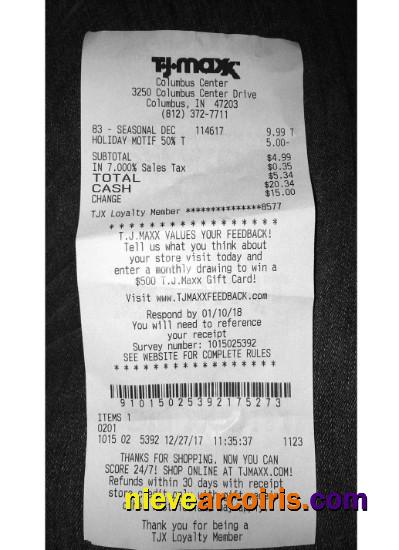 T·J·maxx
Columbus Center
3250 Columbus Center Drive
Columbus, IN 47203
(812) 372-7711
83 - SEASONAL DEC 114617 9.99 T
HOLIDAY MOTIF 50% T 5.00-
SUBTOTAL $4.99
IN 7.000% Sales Tax $0.35
TOTAL $5.34
CASH $20.34
CHANGE $15.00
TJX Loyalty Member ***************8577
* * * * * * * * * * * * * * * * *
T.J.MAXX VALUES YOUR FEEDBACK!
Tell us what you think about
your store visit today and
enter a monthly drawing to win a
$500 T.J.Maxx Gift Card!
Visit www.TJMAXXFEEDBACK.com
Respond by 01/10/18
You will need to reference
your receipt
Survey number: 1015025392
SEE WEBSITE FOR COMPLETE RULES
* * * * * * * * * * * * * * * * *
91015025392175273
ITEMS 1
0201
1015 02 5392 12/27/17 11:35:37 1123
THANKS FOR SHOPPING. NOW YOU CAN
SCORE 24/7! SHOP ONLINE AT TJMAXX.COM!
Refunds within 30 days with receipt
nievearcoiris.com
Thank you for being a
TJX Loyalty Member